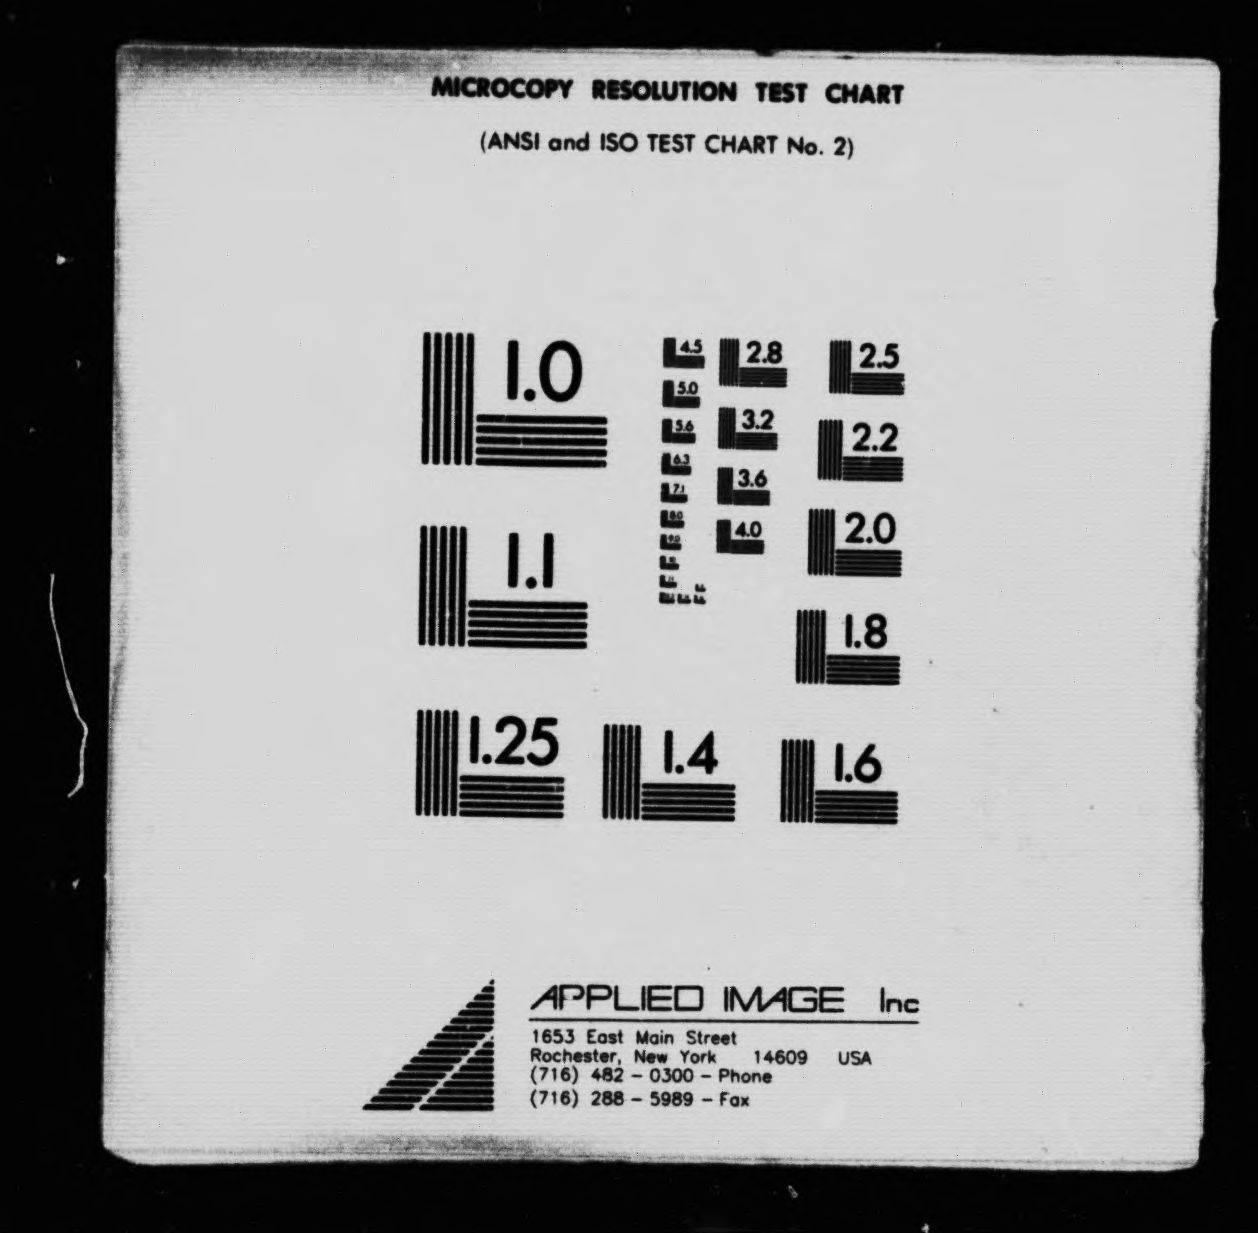 MICROCOPY RESOLUTION TEST CHART
(ANSI and ISO TEST CHART No. 2)
1.0
1.1
1.25
1.4
1.6
1.8
2.0
2.2
2.5
2.8
3.2
3.6
4.0
4.5
5.0
5.6
6.3
7.1
8.0
9.0
APPLIED IMAGE Inc
1653 East Main Street
Rochester, New York 14609 USA
(716) 482 - 0300 - Phone
(716) 288 - 5989 - Fax